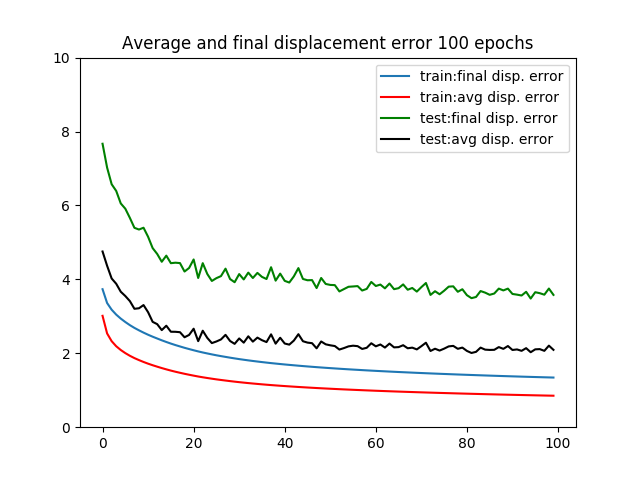 Average and final displacement error 100 epochs
train:final disp. error
train:avg disp. error
test:final disp. error
test:avg disp. error
10
8
6
4
2
0
0 20 40 60 80 100